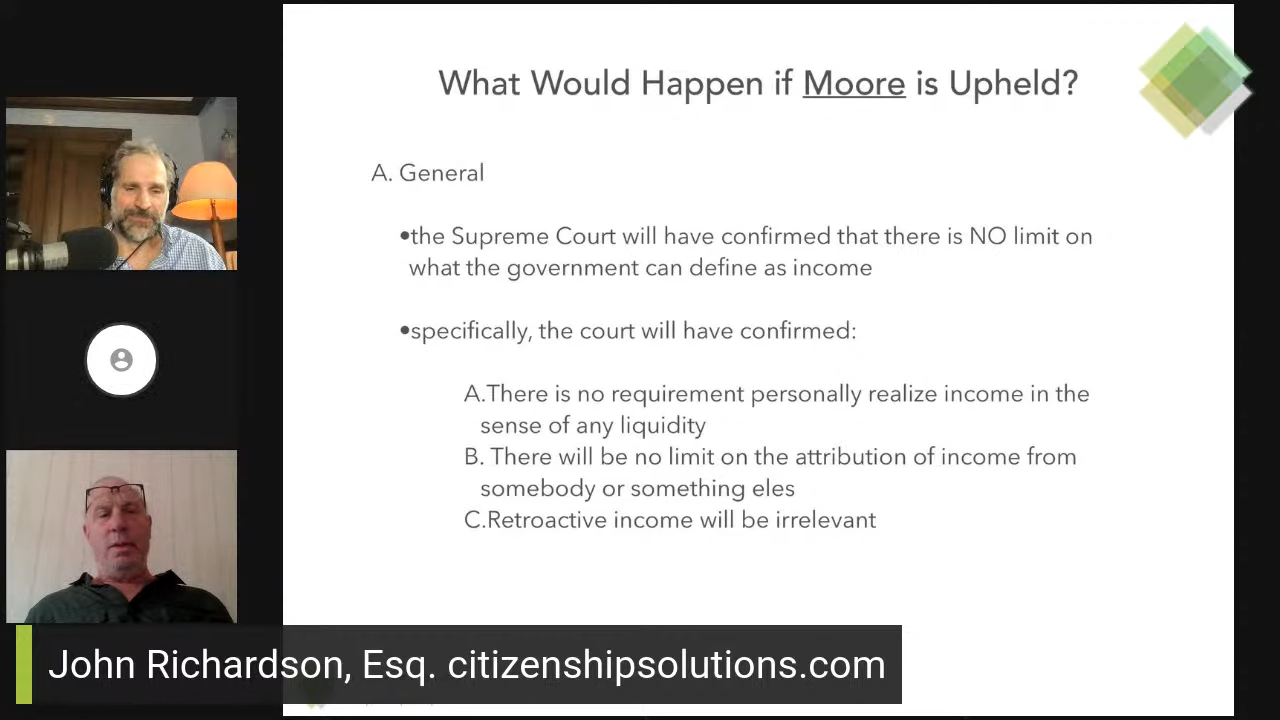 What Would Happen if Moore is Upheld?
A. General
•the Supreme Court will have confirmed that there is NO limit on
what the government can define as income
•specifically, the court will have confirmed:
A.There is no requirement personally realize income in the
sense of any liquidity
B. There will be no limit on the attribution of income from
somebody or something eles
C.Retroactive income will be irrelevant
John Richardson, Esq. citizenshipsolutions.com